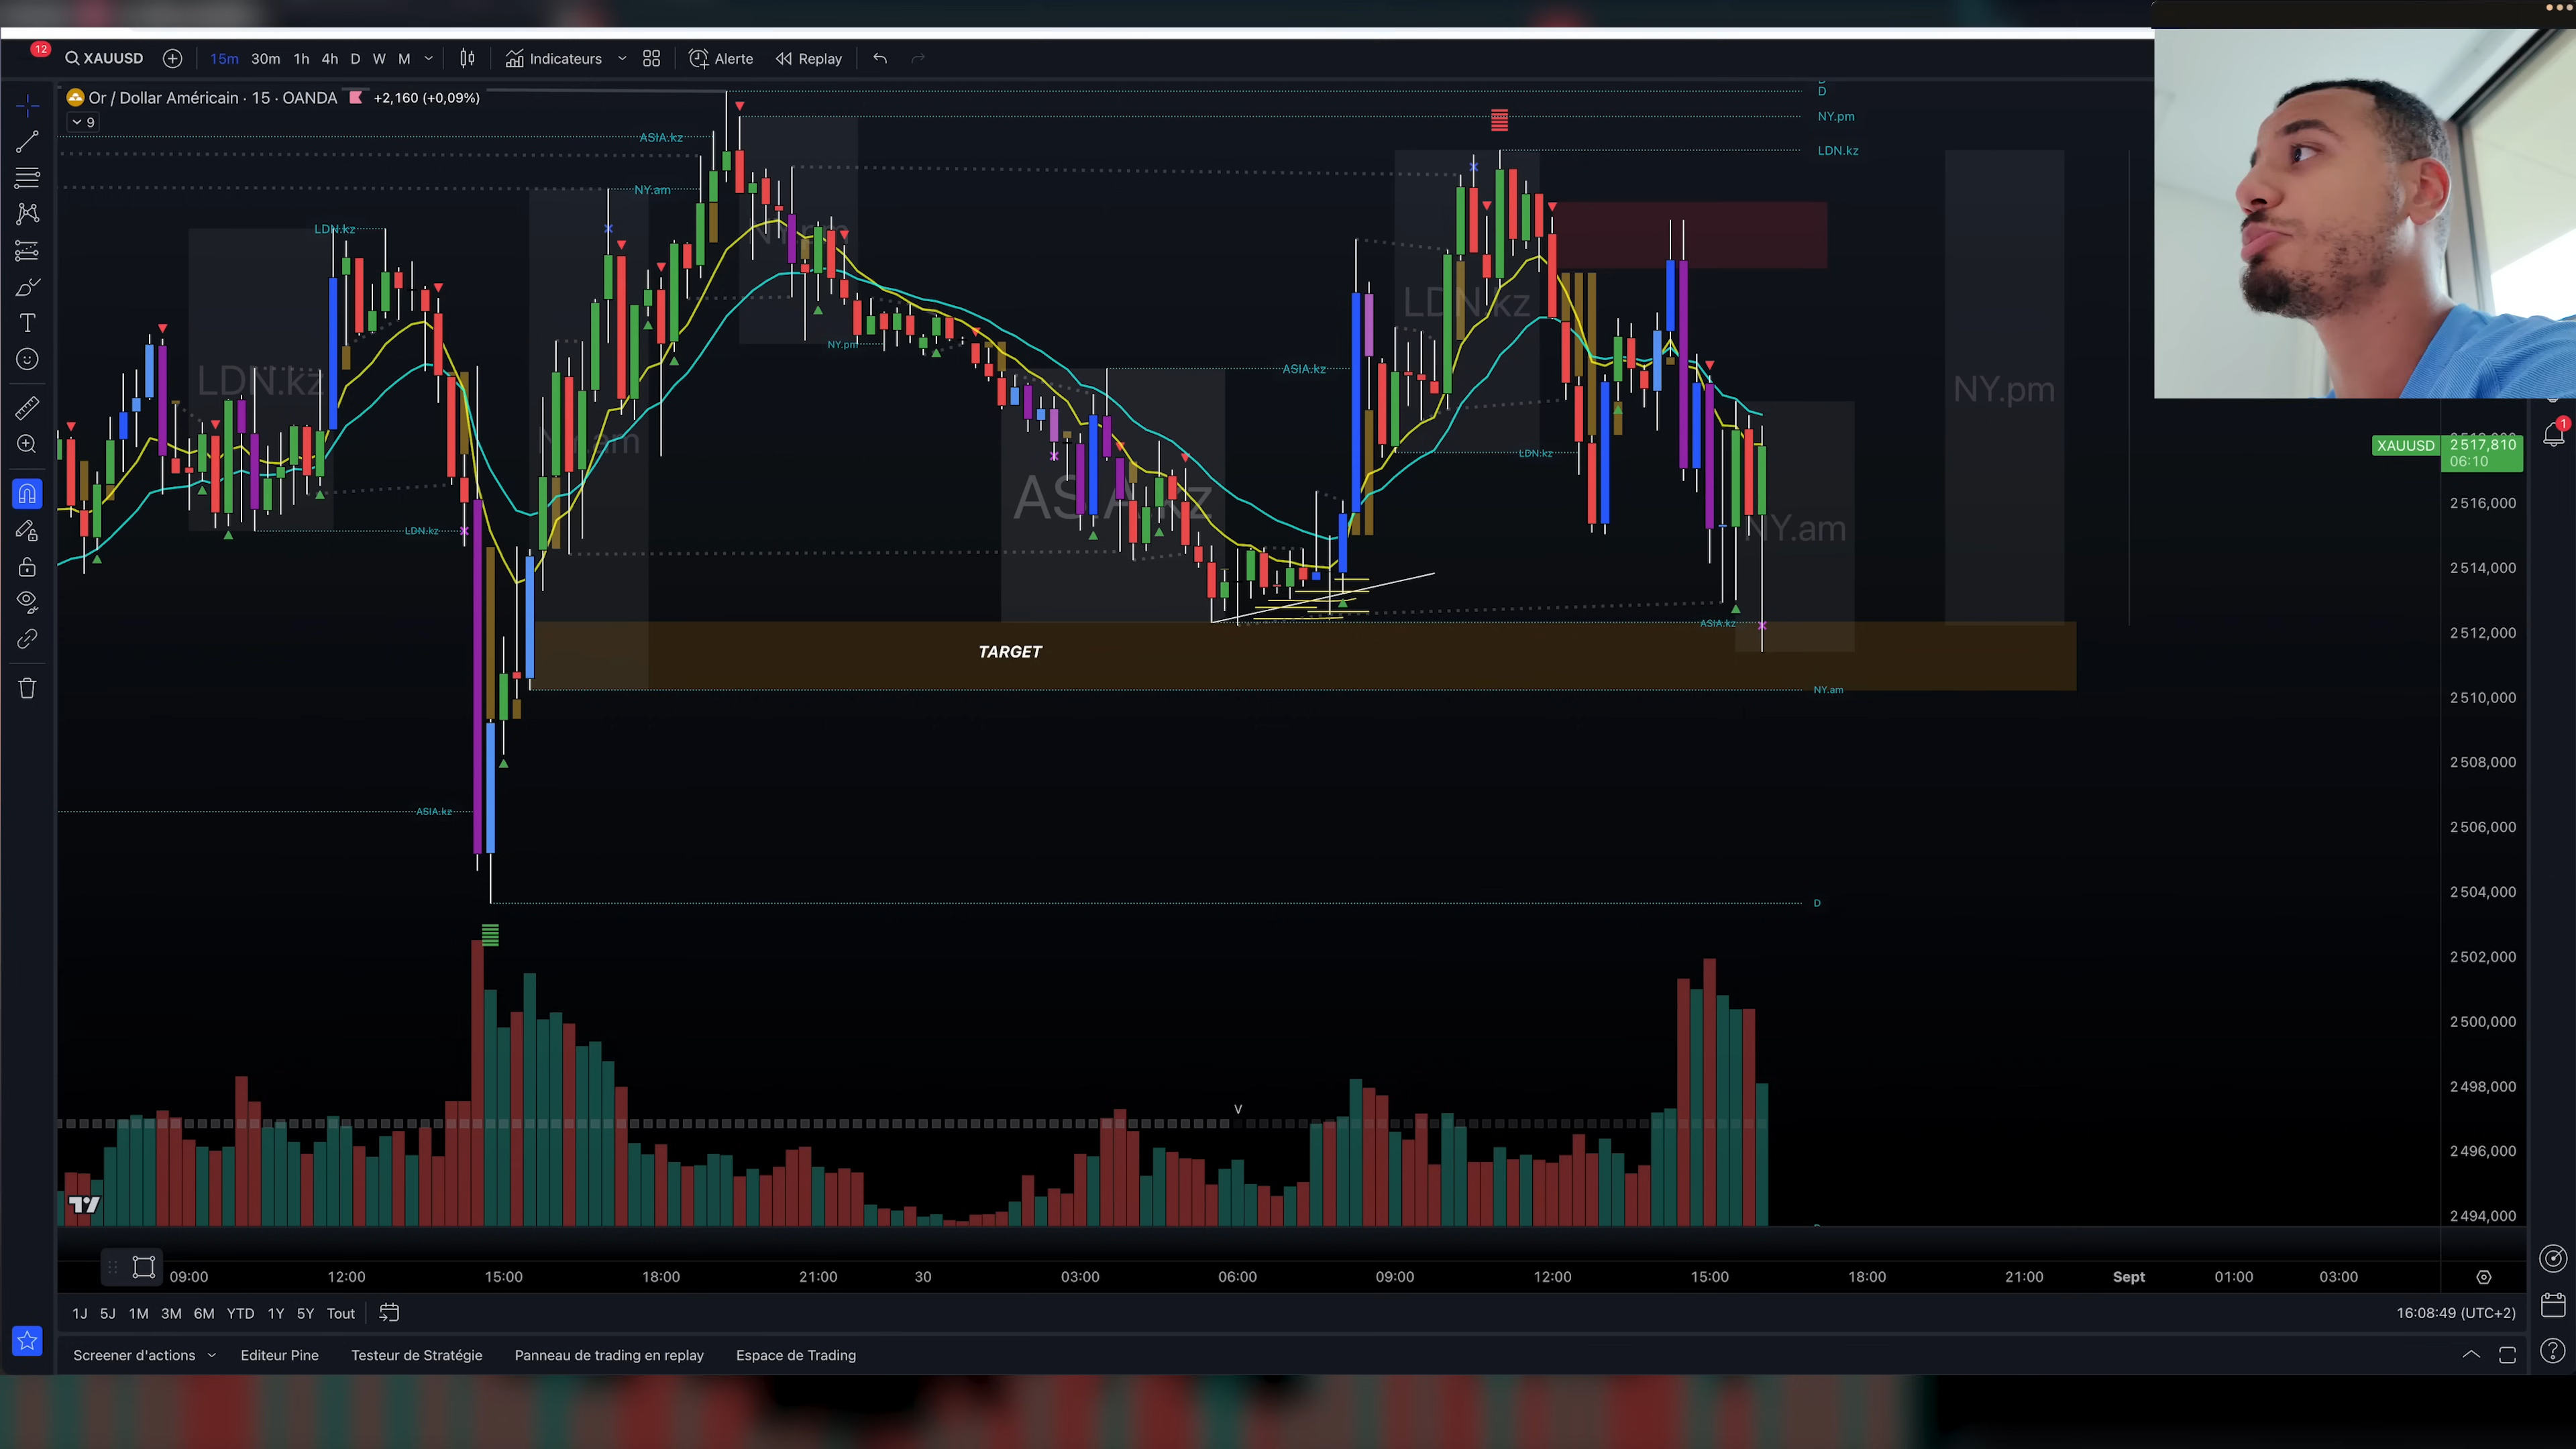 12
XAUUSD
15m 30m 1h 4h D W M
Indicateurs
Alerte
Replay
Or / Dollar Américain · 15 · OANDA +2,160 (+0,09%)
9
D
NY.pm
ASIA.kz
LDN.kz
NY.am
LDN.kz
NY.pm
LDN.kz
LDN.kz
NY.pm
NY.am
NY.pm
ASIA.kz
ASIA.kz
LDN.kz
LDN.kz
ASIA.kz
NY.am
TARGET
NY.am
ASIA.kz
D
V
1
XAUUSD 2 517,810
06:10
2 516,000
2 514,000
2 512,000
2 510,000
2 508,000
2 506,000
2 504,000
2 502,000
2 500,000
2 498,000
2 496,000
2 494,000
09:00 12:00 15:00 18:00 21:00 30 03:00 06:00 09:00 12:00 15:00 18:00 21:00 Sept 01:00 03:00
1J 5J 1M 3M 6M YTD 1Y 5Y Tout
16:08:49 (UTC+2)
Screener d'actions Editeur Pine Testeur de Stratégie Panneau de trading en replay Espace de Trading